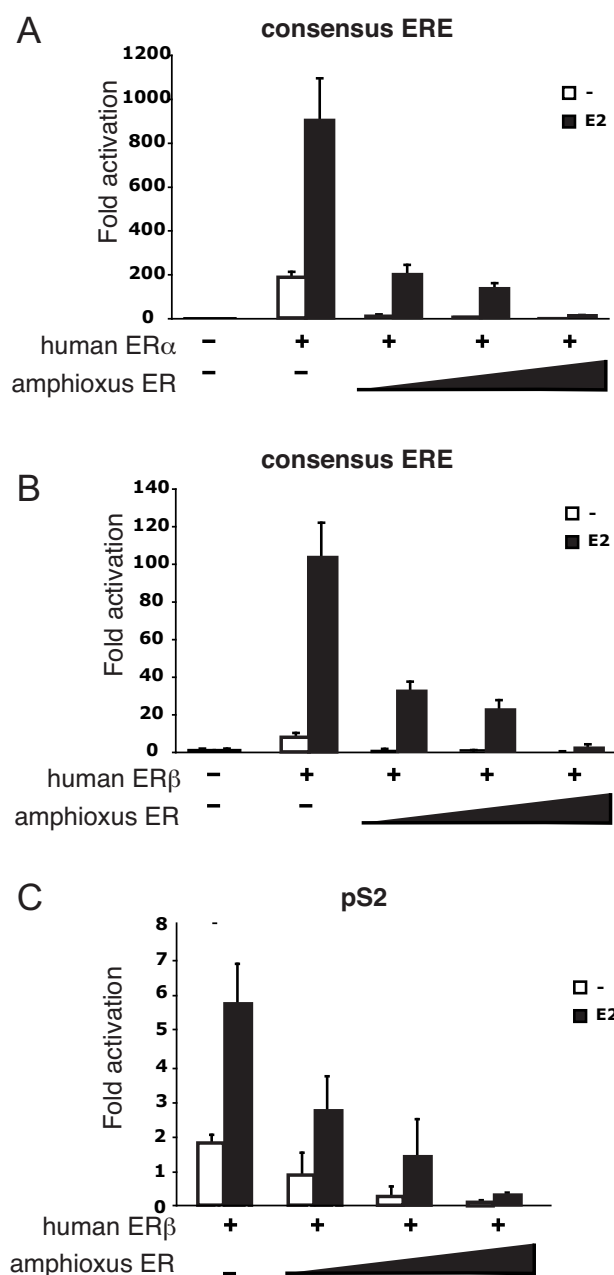 A
consensus ERE
Fold activation
1200
1000
800
600
400
200
0
-
E2
human ERα – + + + +
amphioxus ER – –
B
consensus ERE
Fold activation
140
120
100
80
60
40
20
0
-
E2
human ERβ – + + + +
amphioxus ER – –
C
pS2
Fold activation
8
7
6
5
4
3
2
1
0
-
-
E2
human ERβ + + + +
amphioxus ER –